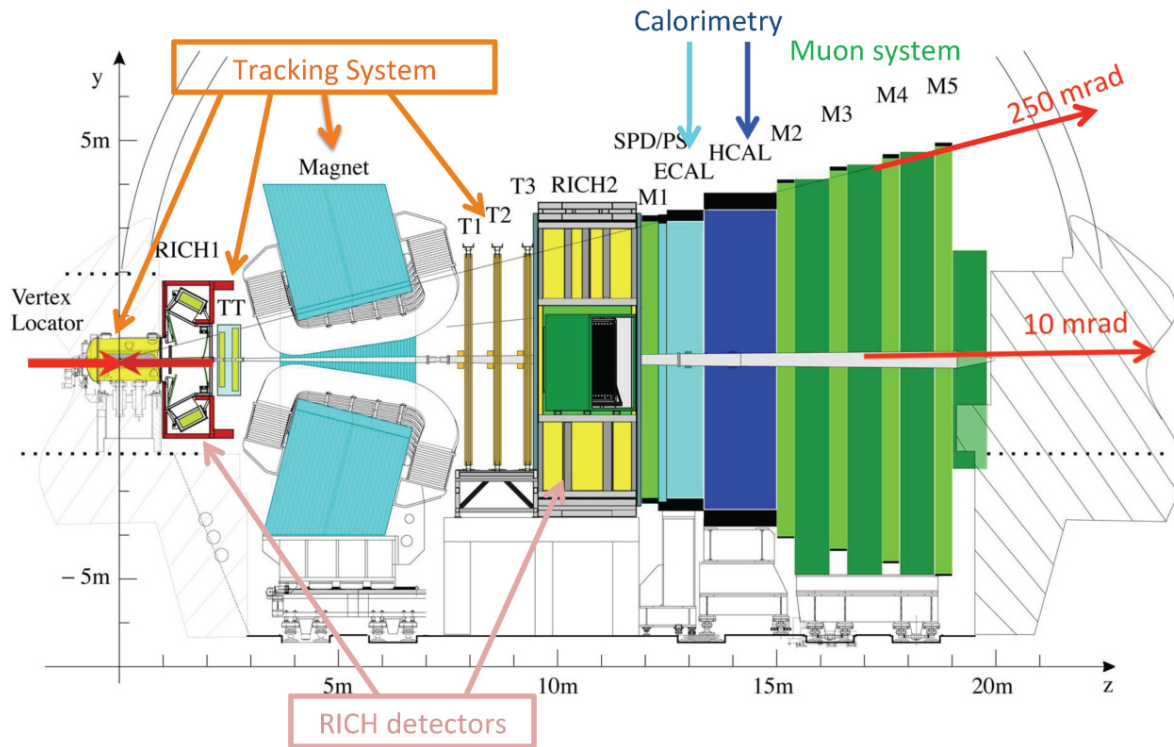 Calorimetry
Tracking System
Muon system
y
M5
M4
M3
250 mrad
M2
5m
SPD/PS
HCAL
ECAL
Magnet
T3
RICH2
M1
T2
T1
RICH1
TT
Vertex
Locator
10 mrad
− 5m
5m
10m
15m
20m
z
RICH detectors